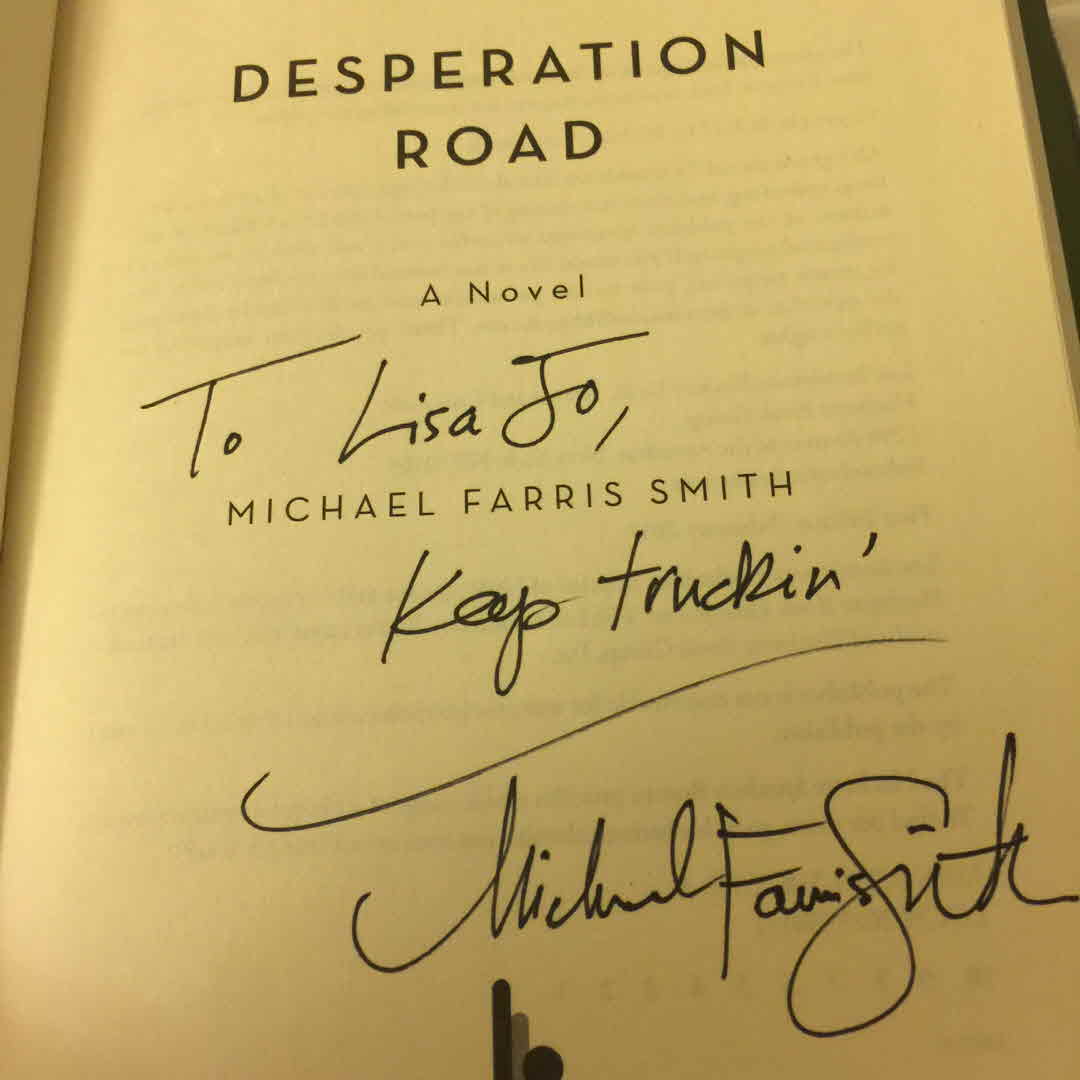 DESPERATION
ROAD
A Novel
To Lisa Jo,
MICHAEL FARRIS SMITH
Keep truckin'
Michael Farris Smith